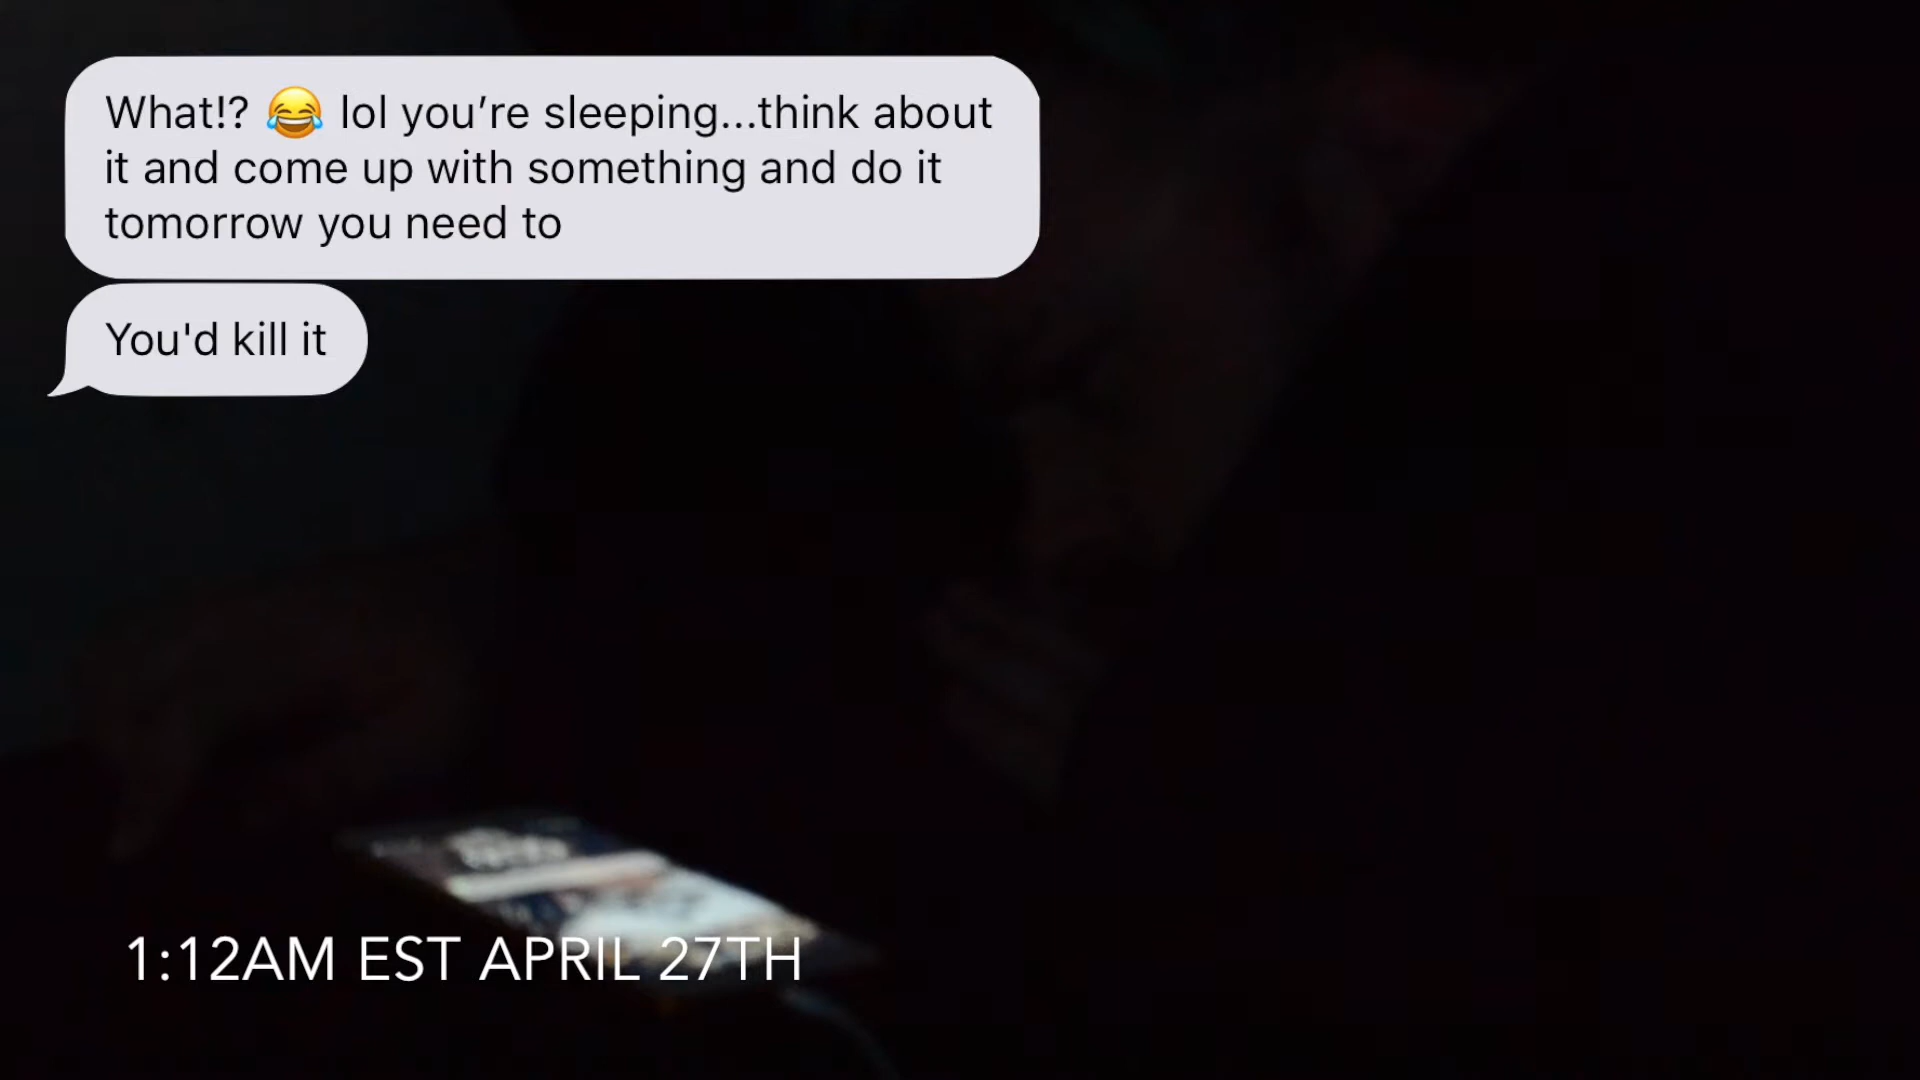 What!? 😂 lol you’re sleeping...think about
it and come up with something and do it
tomorrow you need to
You'd kill it
1:12AM EST APRIL 27TH